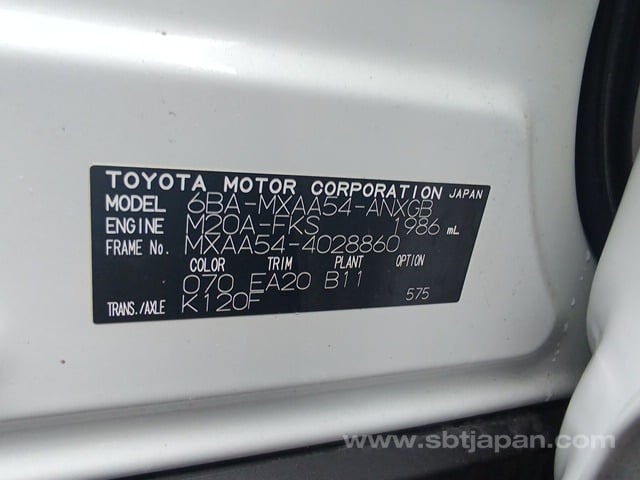 TOYOTA MOTOR CORPORATION JAPAN
MODEL 6BA-MXAA54-ANXGB
ENGINE M20A-FKS 1986 mL
FRAME No. MXAA54-4028860
COLOR TRIM PLANT OPTION
070 EA20 B11
TRANS./AXLE K120F 575
www.sbtjapan.com